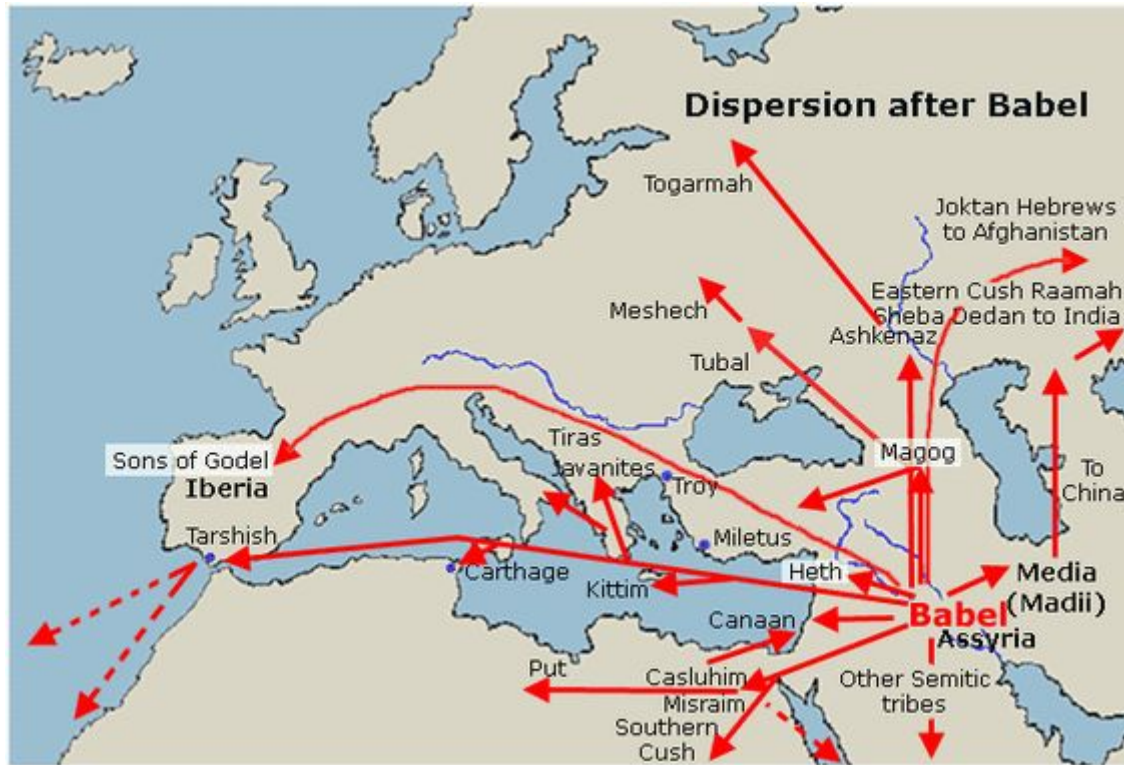 Dispersion after Babel
Togarmah
Joktan Hebrews
to Afghanistan
Eastern Cush Raamah
Sheba Dedan to India
Meshech
Ashkenaz
Tubal
Tiras
Javanites
Troy
Magog
To
China
Sons of Godel
Iberia
Tarshish
Miletus
Carthage
Kittim
Heth
Media
(Madii)
Canaan
Babel
Assyria
Put
Casluhim
Misraim
Southern
Cush
Other Semitic
tribes